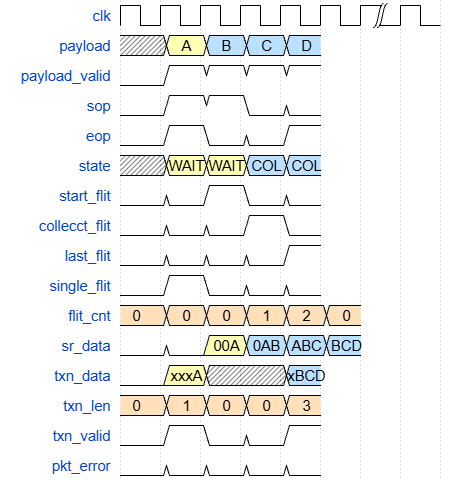 clk
payload A B C D
payload_valid
sop
eop
state WAIT WAIT COL COL
start_flit
collecct_flit
last_flit
single_flit
flit_cnt 0 0 0 1 2 0
sr_data 00A 0AB ABC BCD
txn_data xxxA xBCD
txn_len 0 1 0 0 3
txn_valid
pkt_error